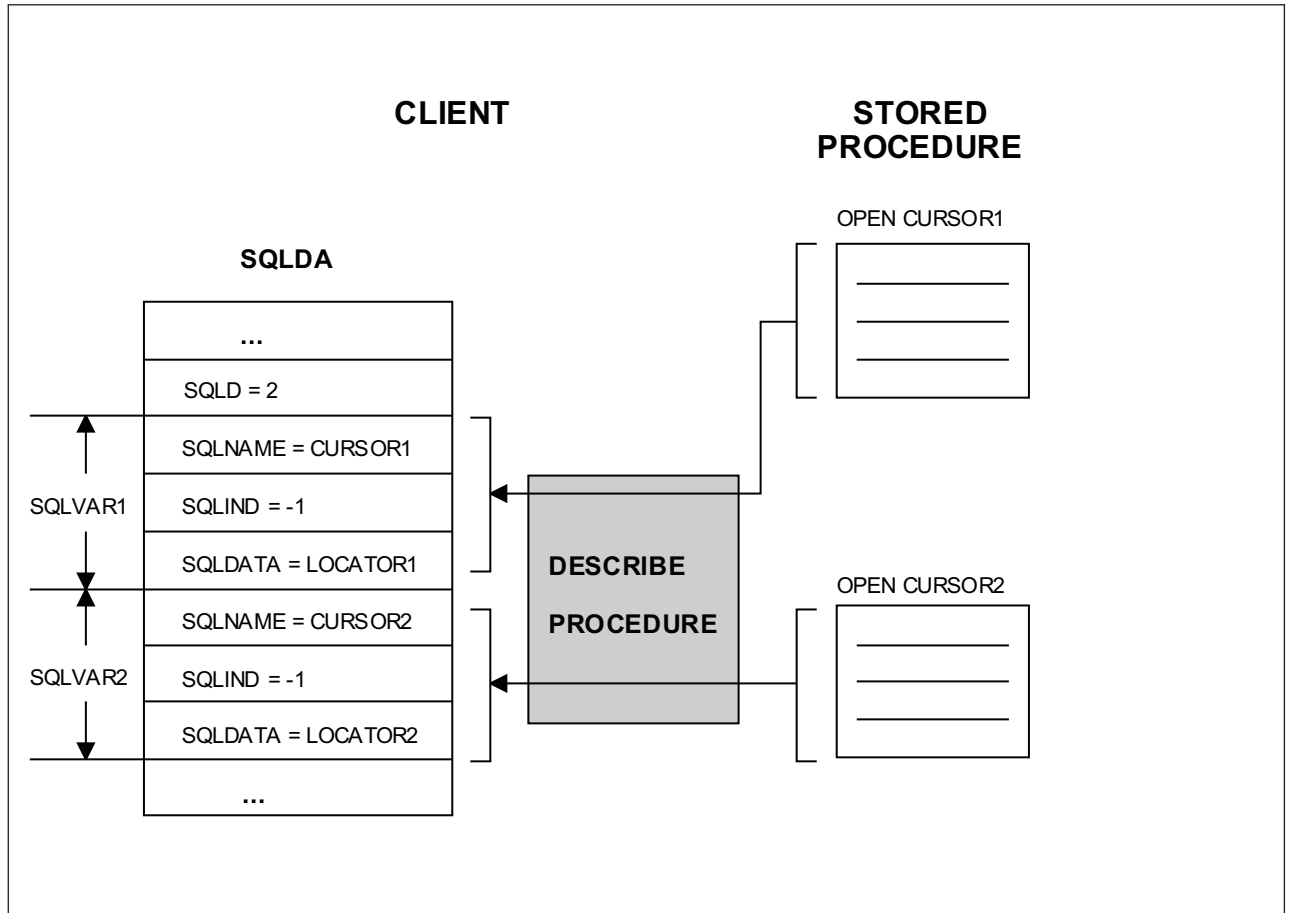 CLIENT
STORED
PROCEDURE
OPEN CURSOR1
SQLDA
...
SQLD = 2
SQLNAME = CURSOR1
SQLVAR1
SQLIND = -1
SQLDATA = LOCATOR1
DESCRIBE
PROCEDURE
OPEN CURSOR2
SQLNAME = CURSOR2
SQLVAR2
SQLIND = -1
SQLDATA = LOCATOR2
...